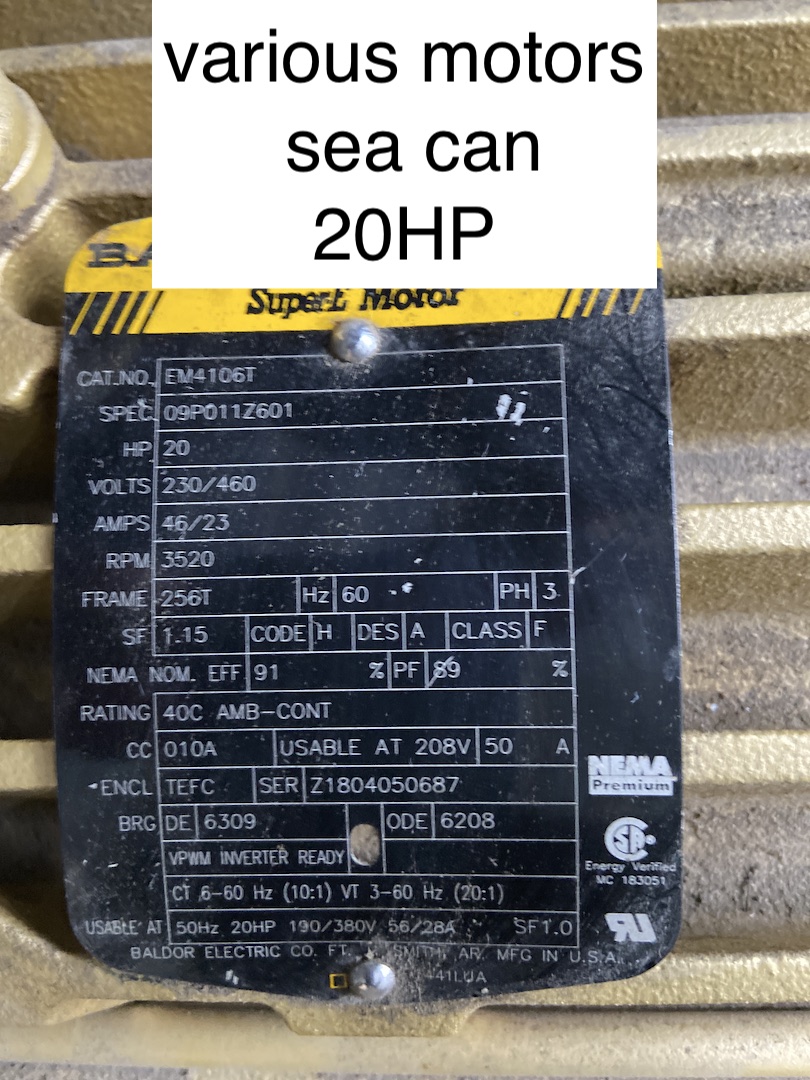 various motors
sea can
20HP
Super-E Motor
CAT.NO. EM4106T
SPEC. 09P011Z601
HP 20
VOLTS 230/460
AMPS 46/23
RPM 3520
FRAME 256T Hz 60 PH 3
SF 1.15 CODE H DES A CLASS F
NEMA NOM. EFF. 91 % PF 89 %
RATING 40C AMB-CONT
CC 010A USABLE AT 208V 50 A
ENCL TEFC SER Z1804050687
BRG DE 6309 ODE 6208
VPWM INVERTER READY
CT 6-60 Hz (10:1) VT 3-60 Hz (20:1)
USABLE AT 50Hz 20HP 190/380V 56/28A SF1.0
BALDOR ELECTRIC CO. FT. SMITH, AR. MFG IN U.S.A.
41LUA
NEMA
Premium
Energy Verified
MC 183051